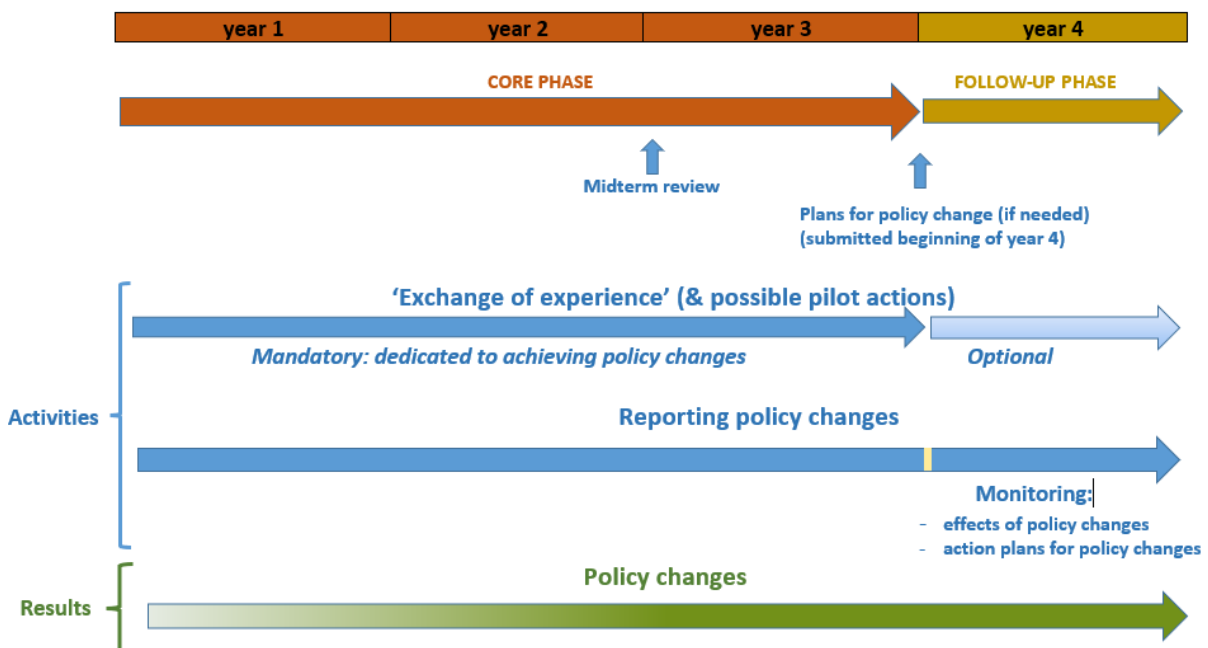 year 1
year 2
year 3
year 4
CORE PHASE
FOLLOW-UP PHASE
Midterm review
Plans for policy change (if needed)
(submitted beginning of year 4)
‘Exchange of experience’ (& possible pilot actions)
Mandatory: dedicated to achieving policy changes
Optional
Activities
Reporting policy changes
Monitoring:
- effects of policy changes
- action plans for policy changes
Policy changes
Results